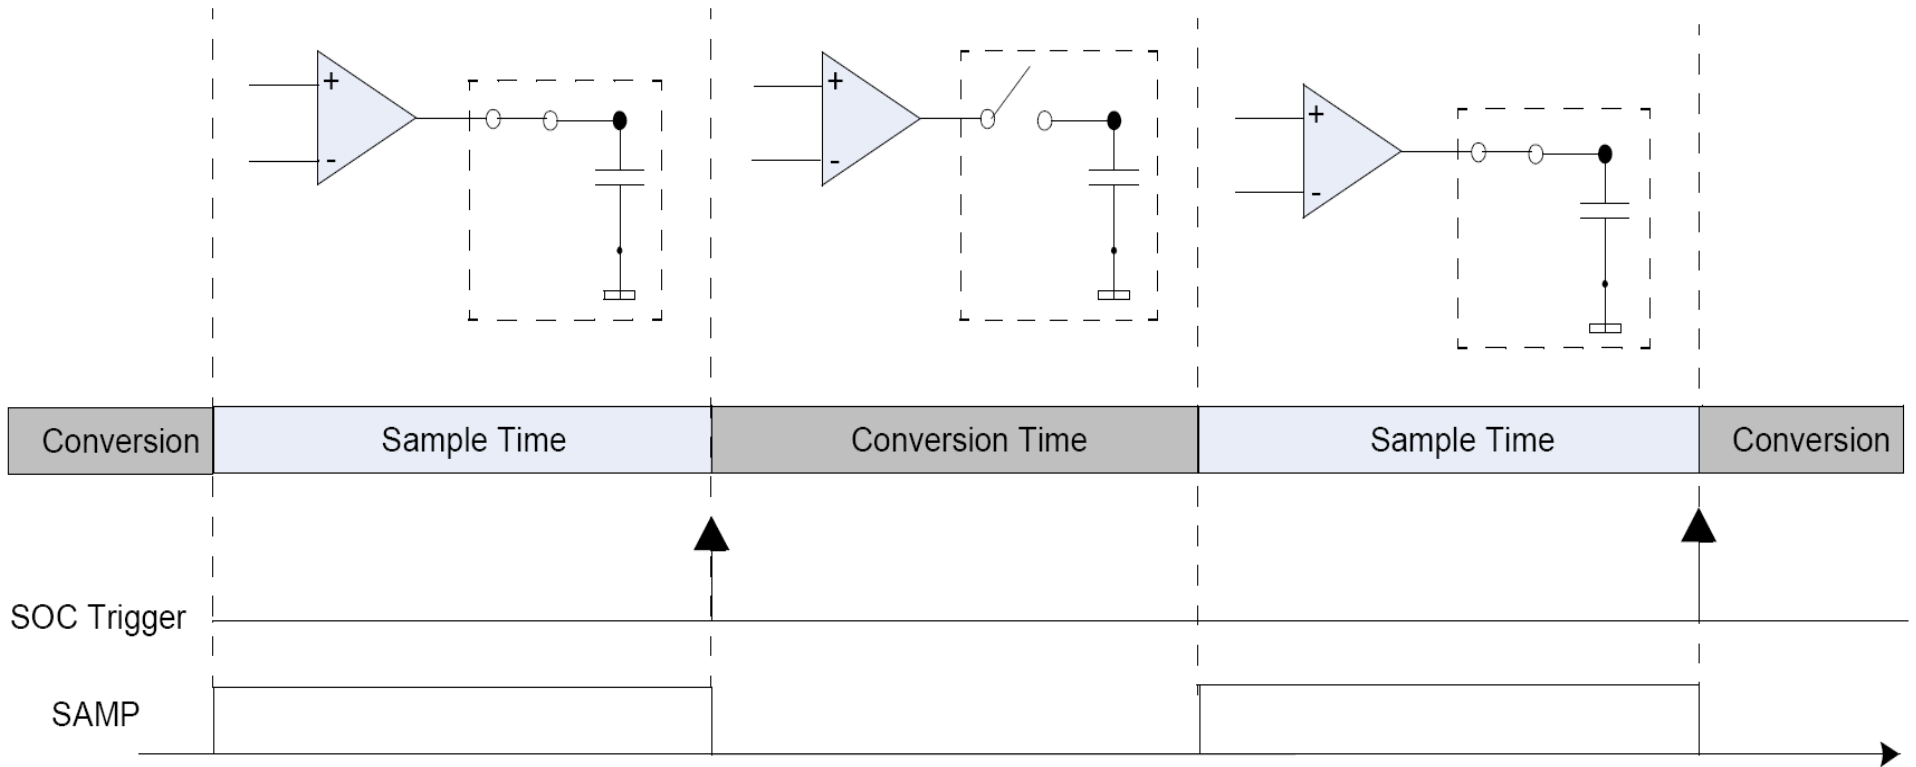 +
-
+
-
+
-
Conversion
Sample Time
Conversion Time
Sample Time
Conversion
SOC Trigger
SAMP